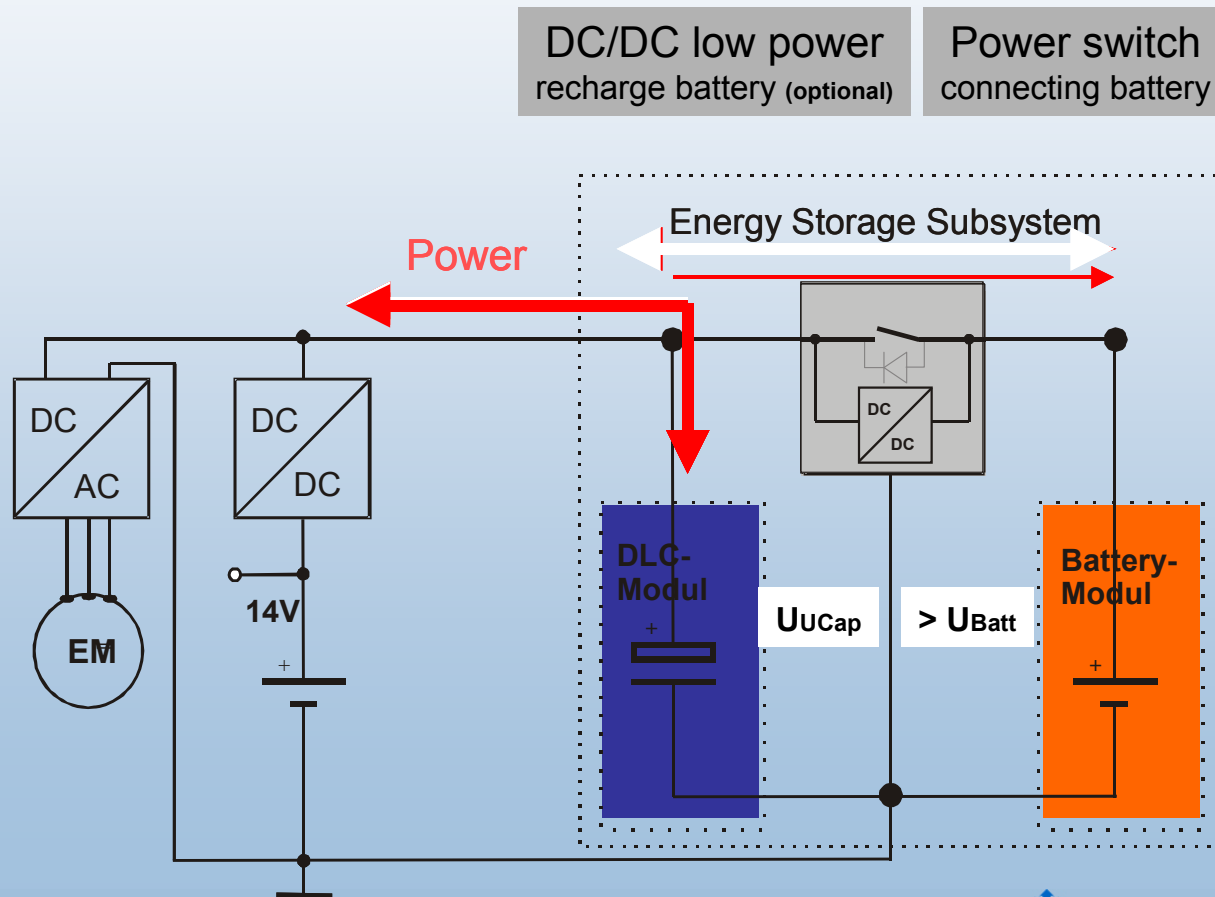 DC/DC low power
recharge battery (optional)
Power switch
connecting battery
Energy Storage Subsystem
Power
DC
AC
DC
DC
DC
DC
14V
EM
DLC-
Modul
+
UUCap
> UBatt
Battery-
Modul
+
+